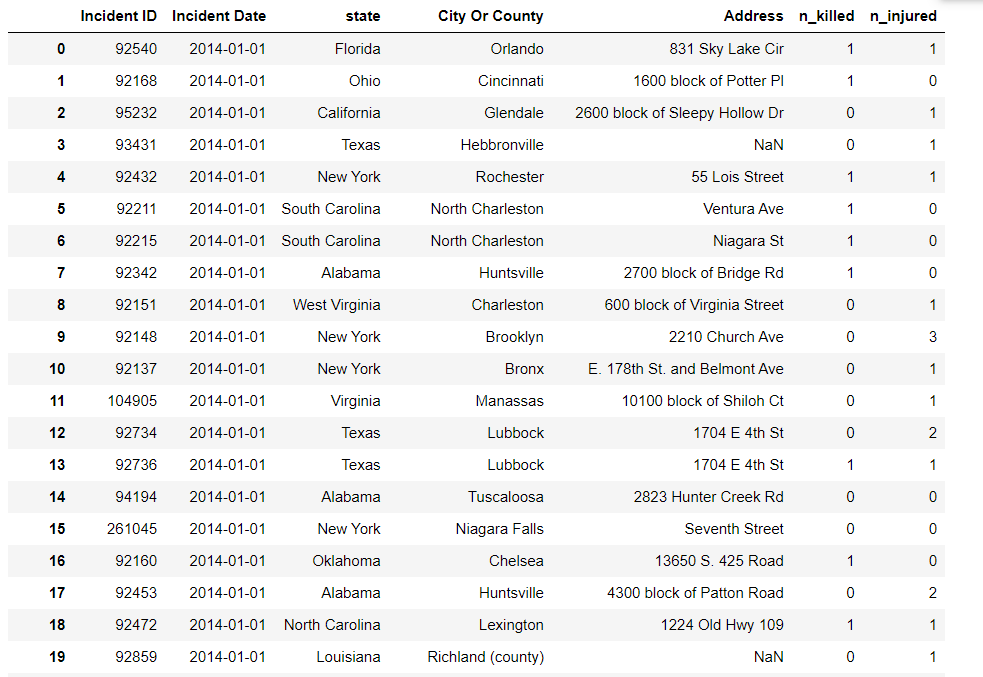 Incident ID Incident Date state City Or County Address n_killed n_injured
0 92540 2014-01-01 Florida Orlando 831 Sky Lake Cir 1 1
1 92168 2014-01-01 Ohio Cincinnati 1600 block of Potter Pl 1 0
2 95232 2014-01-01 California Glendale 2600 block of Sleepy Hollow Dr 0 1
3 93431 2014-01-01 Texas Hebbronville NaN 0 1
4 92432 2014-01-01 New York Rochester 55 Lois Street 1 1
5 92211 2014-01-01 South Carolina North Charleston Ventura Ave 1 0
6 92215 2014-01-01 South Carolina North Charleston Niagara St 1 0
7 92342 2014-01-01 Alabama Huntsville 2700 block of Bridge Rd 1 0
8 92151 2014-01-01 West Virginia Charleston 600 block of Virginia Street 0 1
9 92148 2014-01-01 New York Brooklyn 2210 Church Ave 0 3
10 92137 2014-01-01 New York Bronx E. 178th St. and Belmont Ave 0 1
11 104905 2014-01-01 Virginia Manassas 10100 block of Shiloh Ct 0 1
12 92734 2014-01-01 Texas Lubbock 1704 E 4th St 0 2
13 92736 2014-01-01 Texas Lubbock 1704 E 4th St 1 1
14 94194 2014-01-01 Alabama Tuscaloosa 2823 Hunter Creek Rd 0 0
15 261045 2014-01-01 New York Niagara Falls Seventh Street 0 0
16 92160 2014-01-01 Oklahoma Chelsea 13650 S. 425 Road 1 0
17 92453 2014-01-01 Alabama Huntsville 4300 block of Patton Road 0 2
18 92472 2014-01-01 North Carolina Lexington 1224 Old Hwy 109 1 1
19 92859 2014-01-01 Louisiana Richland (county) NaN 0 1